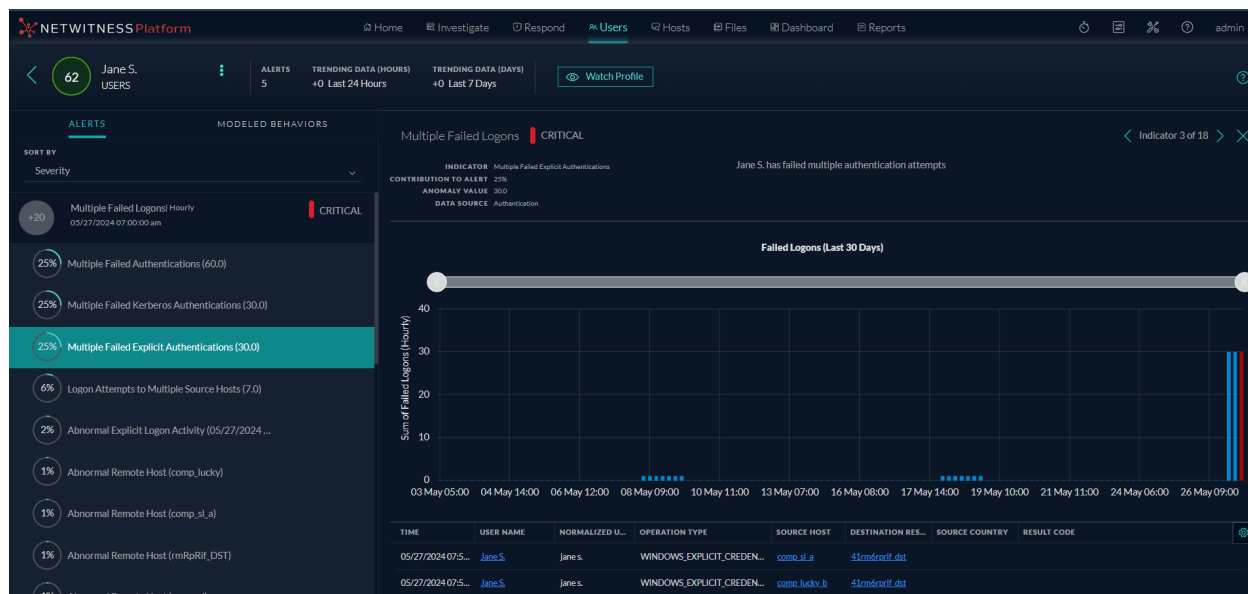 NETWITNESS Platform
Home Investigate Respond Users Hosts Files Dashboard Reports admin
62 Jane S.
USERS
ALERTS
5
TRENDING DATA (HOURS)
+0 Last 24 Hours
TRENDING DATA (DAYS)
+0 Last 7 Days
Watch Profile
ALERTS MODELED BEHAVIORS
SORT BY
Severity
+20 Multiple Failed Logons| Hourly CRITICAL
05/27/2024 07:00:00 am
25% Multiple Failed Authentications (60.0)
25% Multiple Failed Kerberos Authentications (30.0)
25% Multiple Failed Explicit Authentications (30.0)
6% Logon Attempts to Multiple Source Hosts (7.0)
2% Abnormal Explicit Logon Activity (05/27/2024 ...
1% Abnormal Remote Host (comp_lucky)
1% Abnormal Remote Host (comp_sl_a)
1% Abnormal Remote Host (rmRpRif_DST)
Multiple Failed Logons CRITICAL
Indicator 3 of 18
INDICATOR Multiple Failed Explicit Authentications
CONTRIBUTION TO ALERT 25%
ANOMALY VALUE 30.0
DATA SOURCE Authentication
Jane S. has failed multiple authentication attempts
Failed Logons (Last 30 Days)
Sum of Failed Logons (Hourly)
40
30
20
10
0
03 May 05:00 04 May 14:00 06 May 12:00 08 May 09:00 10 May 11:00 13 May 07:00 16 May 08:00 17 May 14:00 19 May 10:00 21 May 11:00 24 May 06:00 26 May 09:00
TIME USER NAME NORMALIZED U... OPERATION TYPE SOURCE HOST DESTINATION RES... SOURCE COUNTRY RESULT CODE
05/27/2024 07:5... Jane S. jane s. WINDOWS_EXPLICIT_CREDEN... comp_sl_a 41rm6rprif_dst
05/27/2024 07:5... Jane S. jane s. WINDOWS_EXPLICIT_CREDEN... comp_lucky_b 41rm6rprif_dst